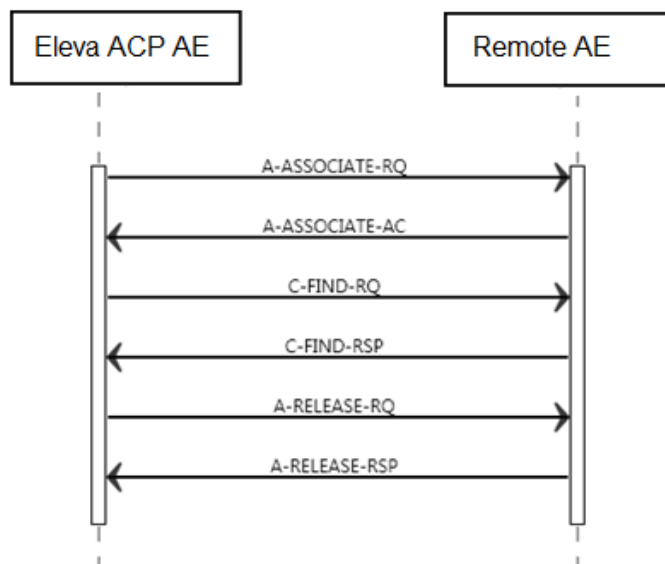 Eleva ACP AE
Remote AE
A-ASSOCIATE-RQ
A-ASSOCIATE-AC
C-FIND-RQ
C-FIND-RSP
A-RELEASE-RQ
A-RELEASE-RSP